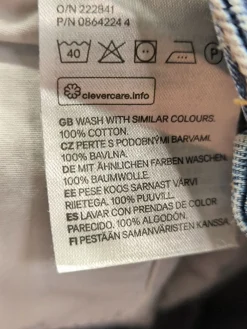 O/N 222841
P/N 0864224 4
40
P
clevercare.info
GB WASH WITH SIMILAR COLOURS.
100% COTTON.
CZ PERTE S PODOBNÝMI BARVAMI.
100% BAVLNA.
DE MIT ÄHNLICHEN FARBEN WASCHEN.
100% BAUMWOLLE.
EE PESE KOOS SARNAST VÄRVI
RIIETEGA. 100% PUUVILL.
ES LAVAR CON PRENDAS DE COLOR
PARECIDO. 100% ALGODÓN.
FI PESTÄÄN SAMANVÄRISTEN KANSSA.